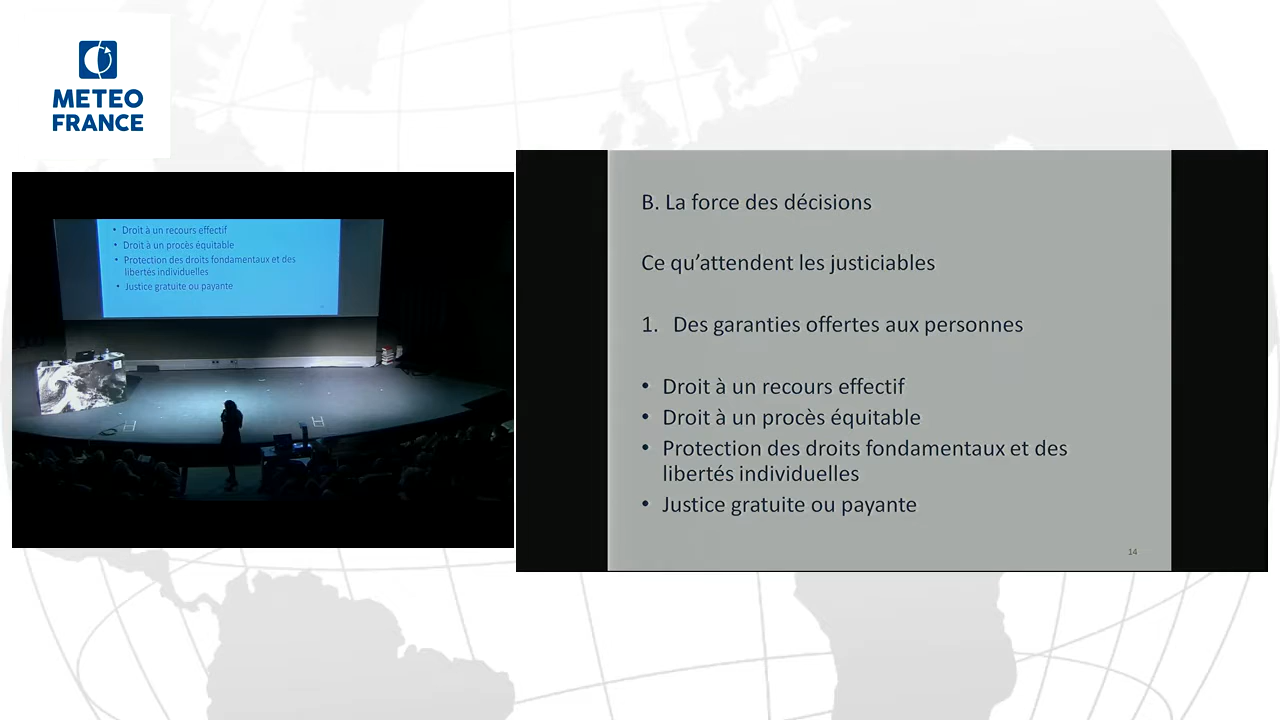 METEO
FRANCE
Droit à un recours effectif
Droit à un procès équitable
Protection des droits fondamentaux et des
libertés individuelles
Justice gratuite ou payante
B. La force des décisions
Ce qu’attendent les justiciables
1. Des garanties offertes aux personnes
• Droit à un recours effectif
• Droit à un procès équitable
• Protection des droits fondamentaux et des
libertés individuelles
• Justice gratuite ou payante
14